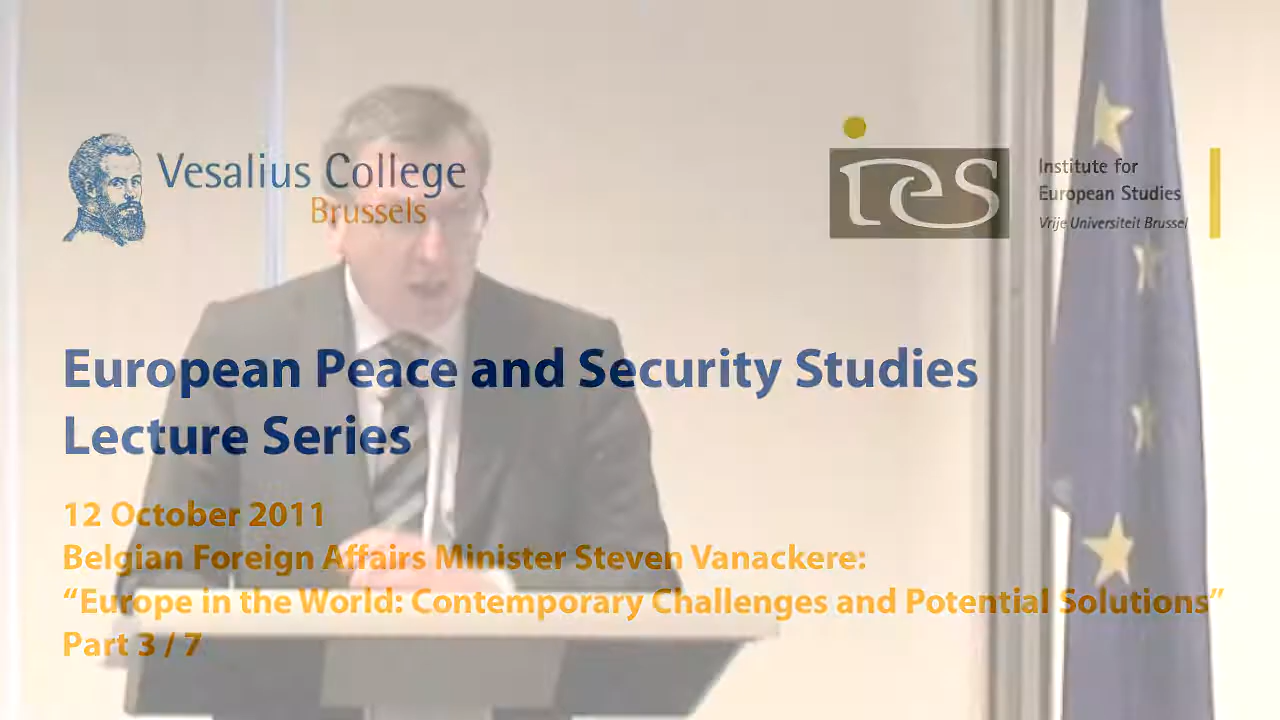 Vesalius College
Brussels
ies
Institute for
European Studies
Vrije Universiteit Brussel
European Peace and Security Studies
Lecture Series
12 October 2011
Belgian Foreign Affairs Minister Steven Vanackere:
“Europe in the World: Contemporary Challenges and Potential Solutions”
Part 3 / 7